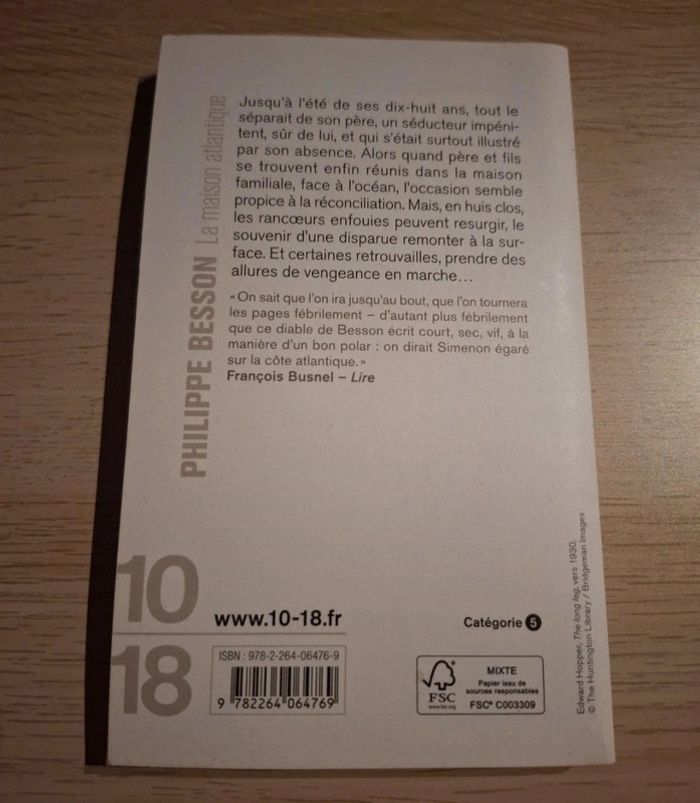 PHILIPPE BESSON La maison atlantique
Jusqu'à l'été de ses dix-huit ans, tout le
séparait de son père, un séducteur impéni-
tent, sûr de lui, et qui s'était surtout illustré
par son absence. Alors quand père et fils
se trouvent enfin réunis dans la maison
familiale, face à l'océan, l'occasion semble
propice à la réconciliation. Mais, en huis clos,
les rancœurs enfouies peuvent resurgir, le
souvenir d'une disparue remonter à la sur-
face. Et certaines retrouvailles, prendre des
allures de vengeance en marche…
« On sait que l'on ira jusqu'au bout, que l'on tournera
les pages fébrilement – d'autant plus fébrilement
que ce diable de Besson écrit court, sec, vif, à la
manière d'un bon polar : on dirait Simenon égaré
sur la côte atlantique. »
François Busnel – Lire
10
18
www.10-18.fr
Catégorie 5
ISBN : 978-2-264-06476-9
9 782264 064769
FSC
www.fsc.org
MIXTE
Papier issu de
sources responsables
FSC® C003309
Edward Hopper, The long leg, vers 1930.
© The Huntington Library / Bridgeman Images